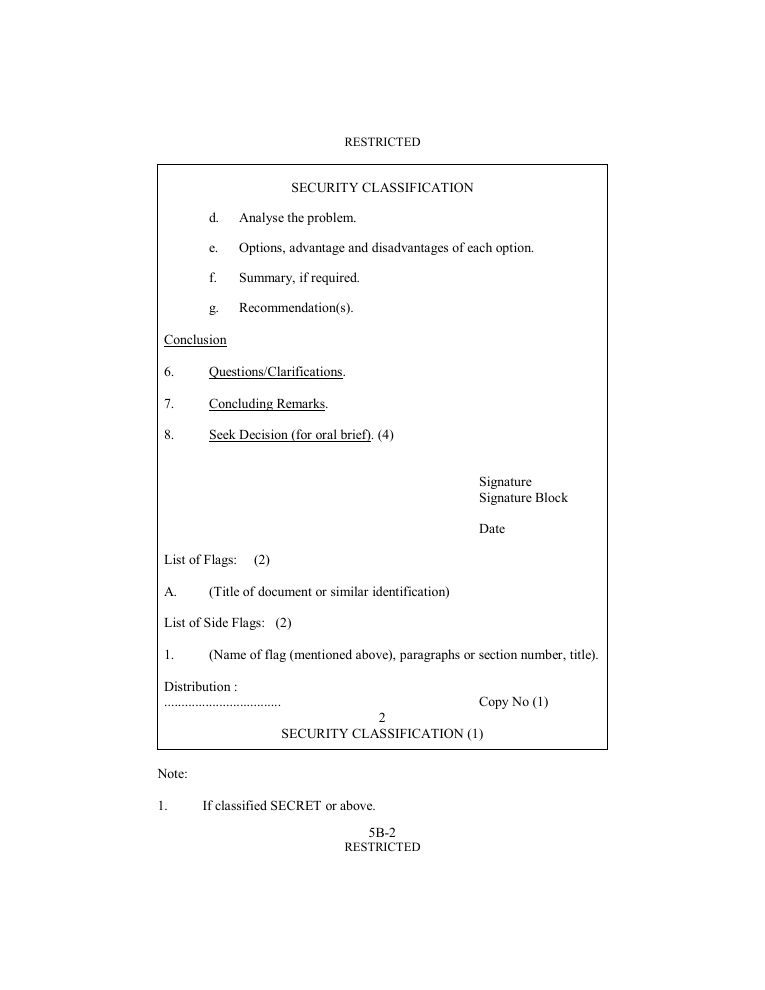 RESTRICTED
SECURITY CLASSIFICATION
d. Analyse the problem.
e. Options, advantage and disadvantages of each option.
f. Summary, if required.
g. Recommendation(s).
Conclusion
6. Questions/Clarifications.
7. Concluding Remarks.
8. Seek Decision (for oral brief). (4)
Signature
Signature Block
Date
List of Flags: (2)
A. (Title of document or similar identification)
List of Side Flags: (2)
1. (Name of flag (mentioned above), paragraphs or section number, title).
Distribution :
................................. Copy No (1)
2
SECURITY CLASSIFICATION (1)
Note:
1. If classified SECRET or above.
5B-2
RESTRICTED